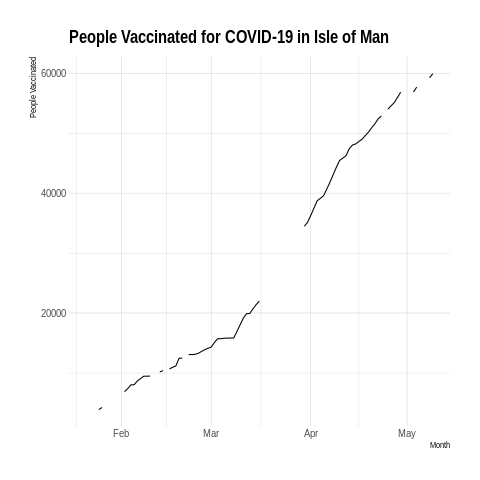 People Vaccinated for COVID-19 in Isle of Man
People Vaccinated
60000
40000
20000
Feb Mar Apr May
Month